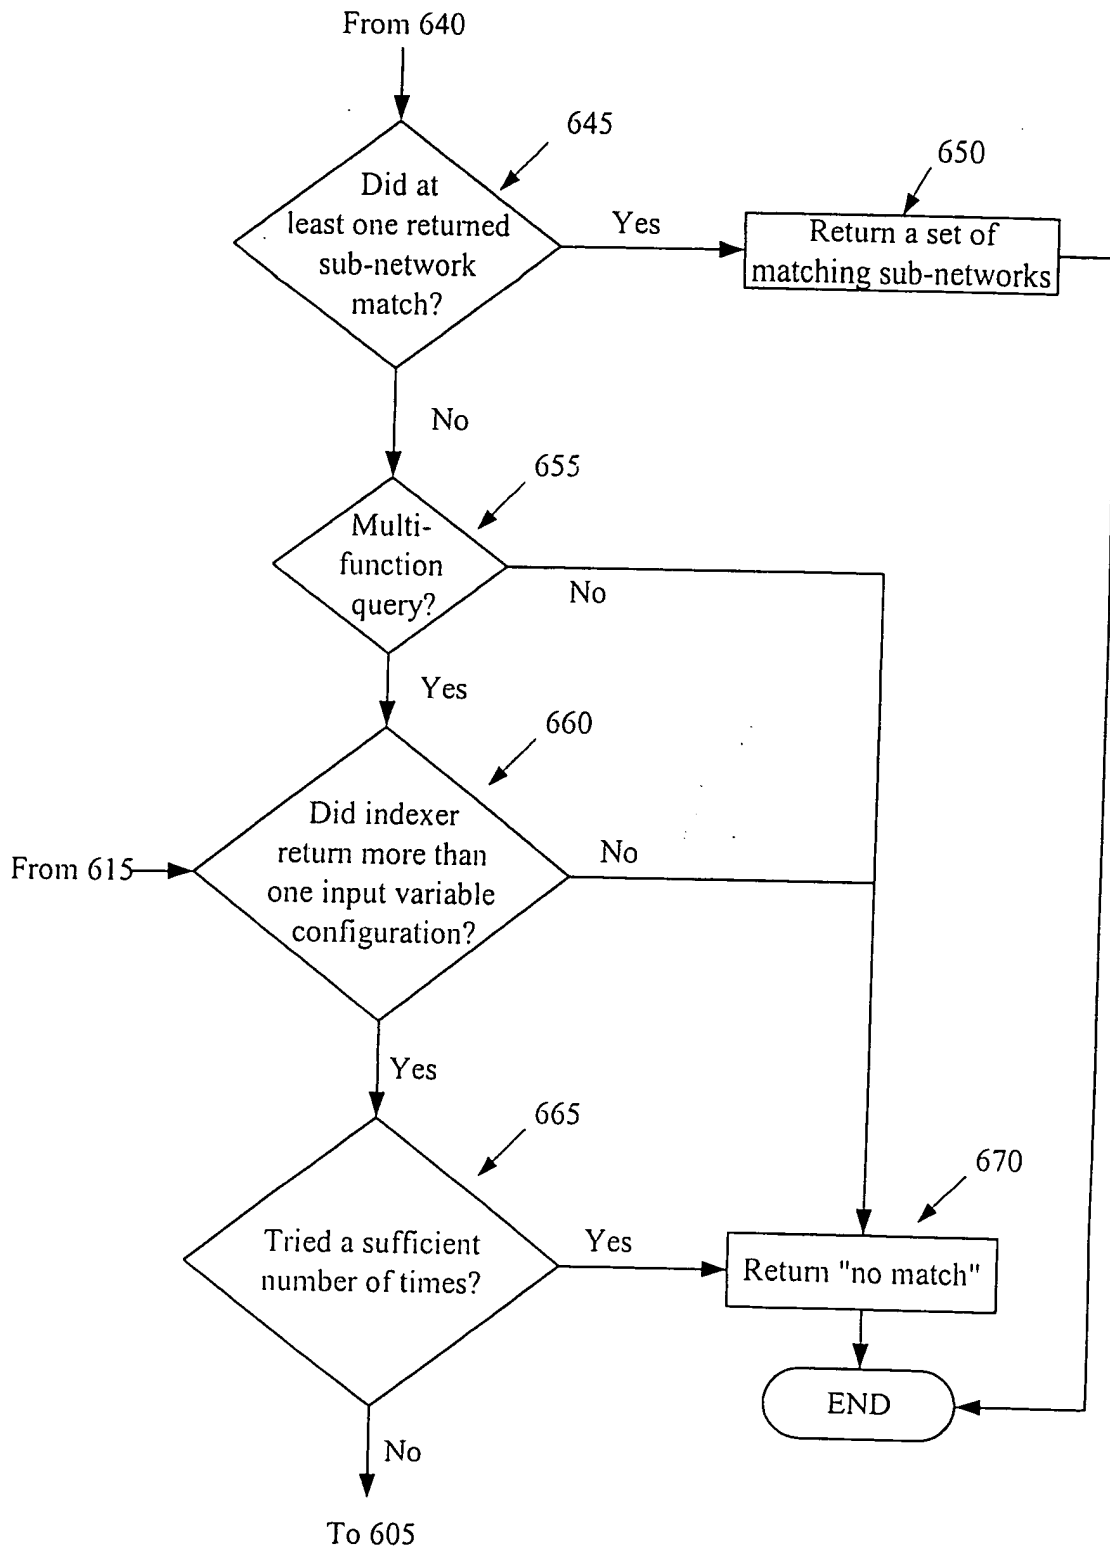 From 640
645
Did at
least one returned
sub-network
match?
Yes
650
Return a set of
matching sub-networks
No
655
Multi-
function
query?
No
Yes
660
Did indexer
return more than
one input variable
configuration?
From 615
No
Yes
665
Tried a sufficient
number of times?
Yes
670
Return "no match"
END
No
To 605